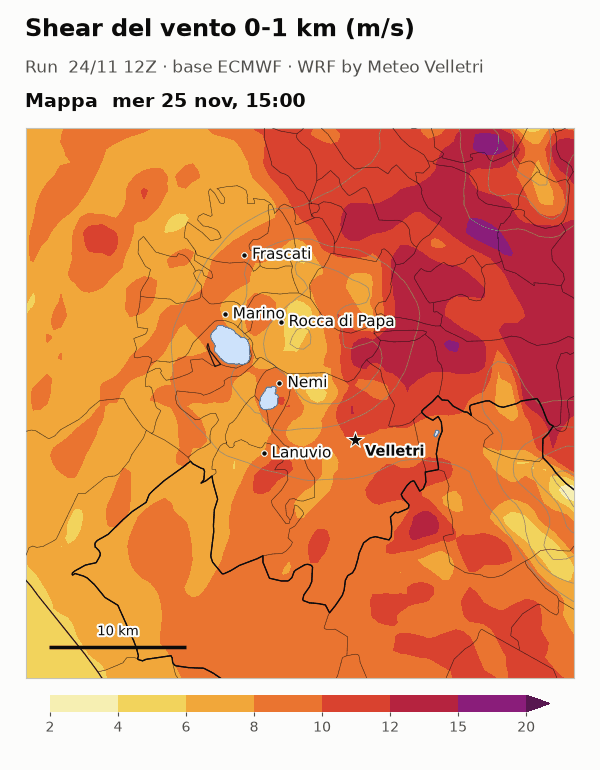 Shear del vento 0-1 km (m/s)
Run  24/11 12Z · base ECMWF · WRF by Meteo Velletri
Mappa  mer 25 nov, 15:00
Frascati
Marino
Rocca di Papa
Nemi
Velletri
Lanuvio
10 km
2 4 6 8 10 12 15 20